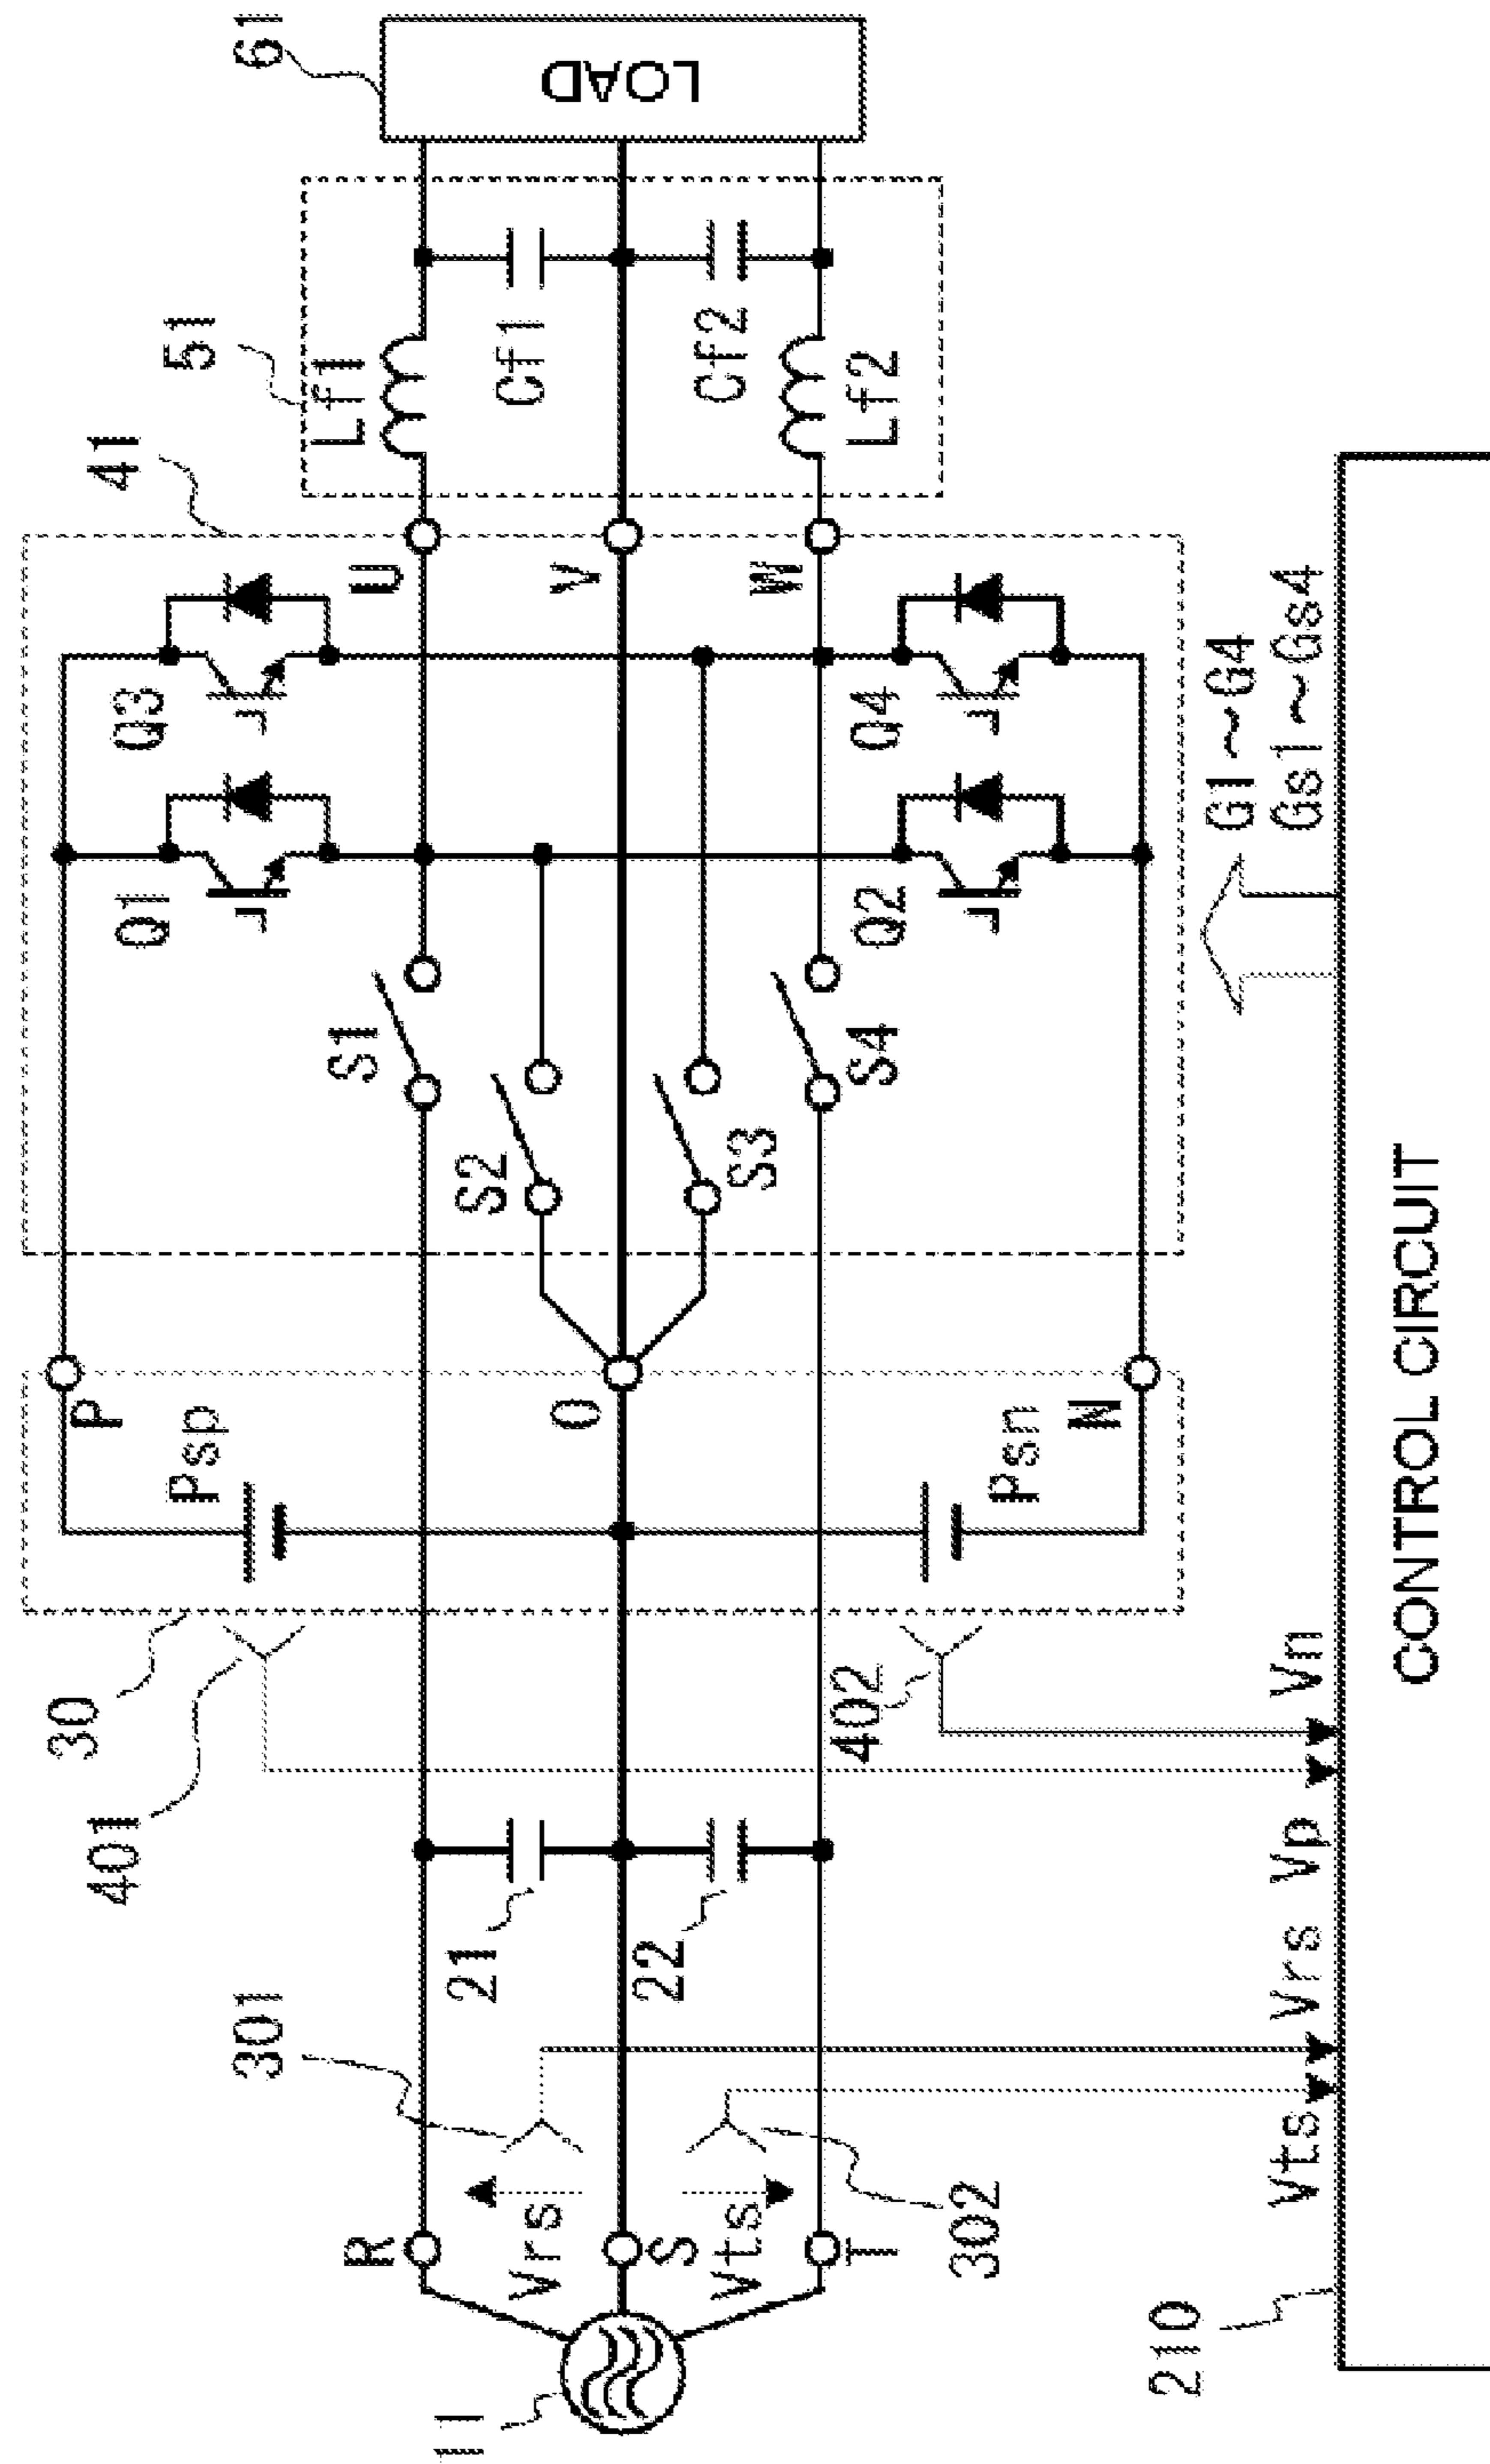 61
LOAD
51
Lf1
Cf1
Cf2
Lf2
41
U
V
W
Q3
Q1
Q4
Q2
G1~G4
Gs1~Gs4
S1
S2
S3
S4
P
O
N
Psp
Psn
30
401
402
21
22
301
302
R
S
T
Vrs
Vts
11
Vts
Vrs
Vp
Vn
210
CONTROL CIRCUIT